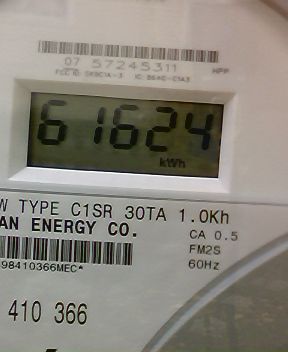 07 57245311
61624
kWh
W TYPE C1SR 30TA 1.0Kh
AN ENERGY CO.
CA 0.5
FM2S
60Hz
98410366MEC*
410 366